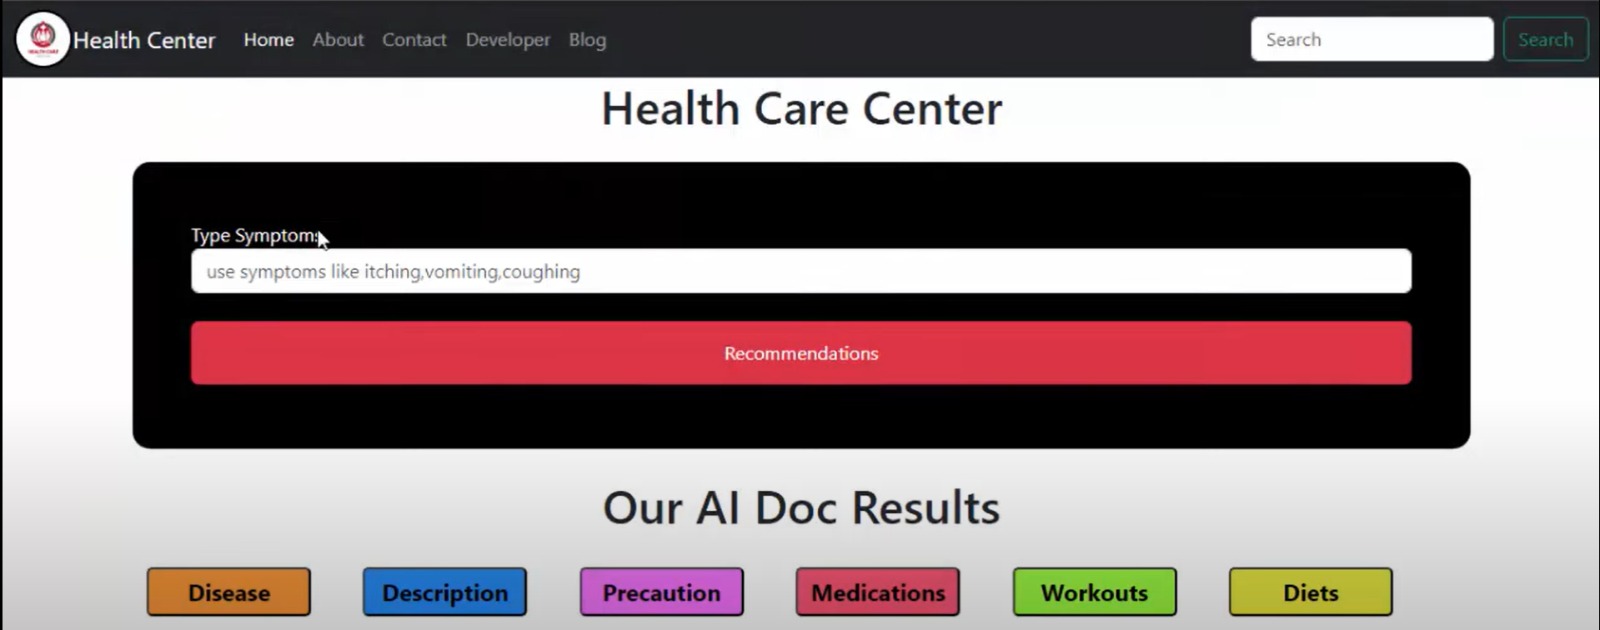 Health Center Home About Contact Developer Blog Search Search
Health Care Center
Type Symptoms
use symptoms like itching,vomiting,coughing
Recommendations
Our AI Doc Results
Disease Description Precaution Medications Workouts Diets